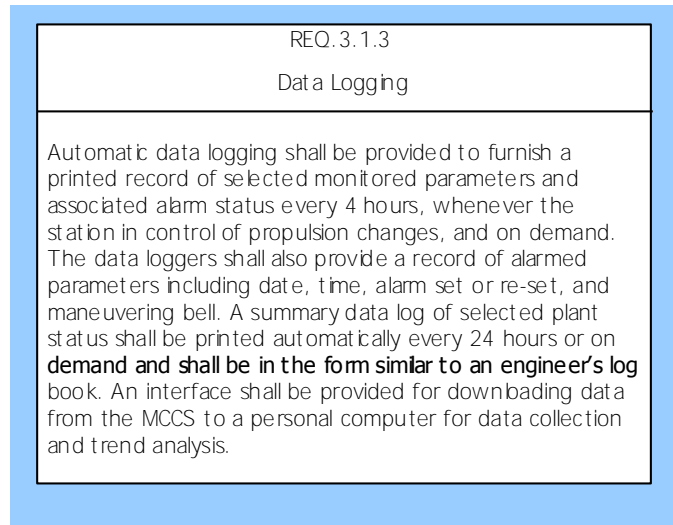 REQ.3.1.3
Data Logging
Automatic data logging shall be provided to furnish a
printed record of selected monitored parameters and
associated alarm status every 4 hours, whenever the
station in control of propulsion changes, and on demand.
The data loggers shall also provide a record of alarmed
parameters including date, time, alarm set or re-set, and
maneuvering bell. A summary data log of selected plant
status shall be printed automatically every 24 hours or on
demand and shall be in the form similar to an engineer’s log
book. An interface shall be provided for downloading data
from the MCCS to a personal computer for data collection
and trend analysis.